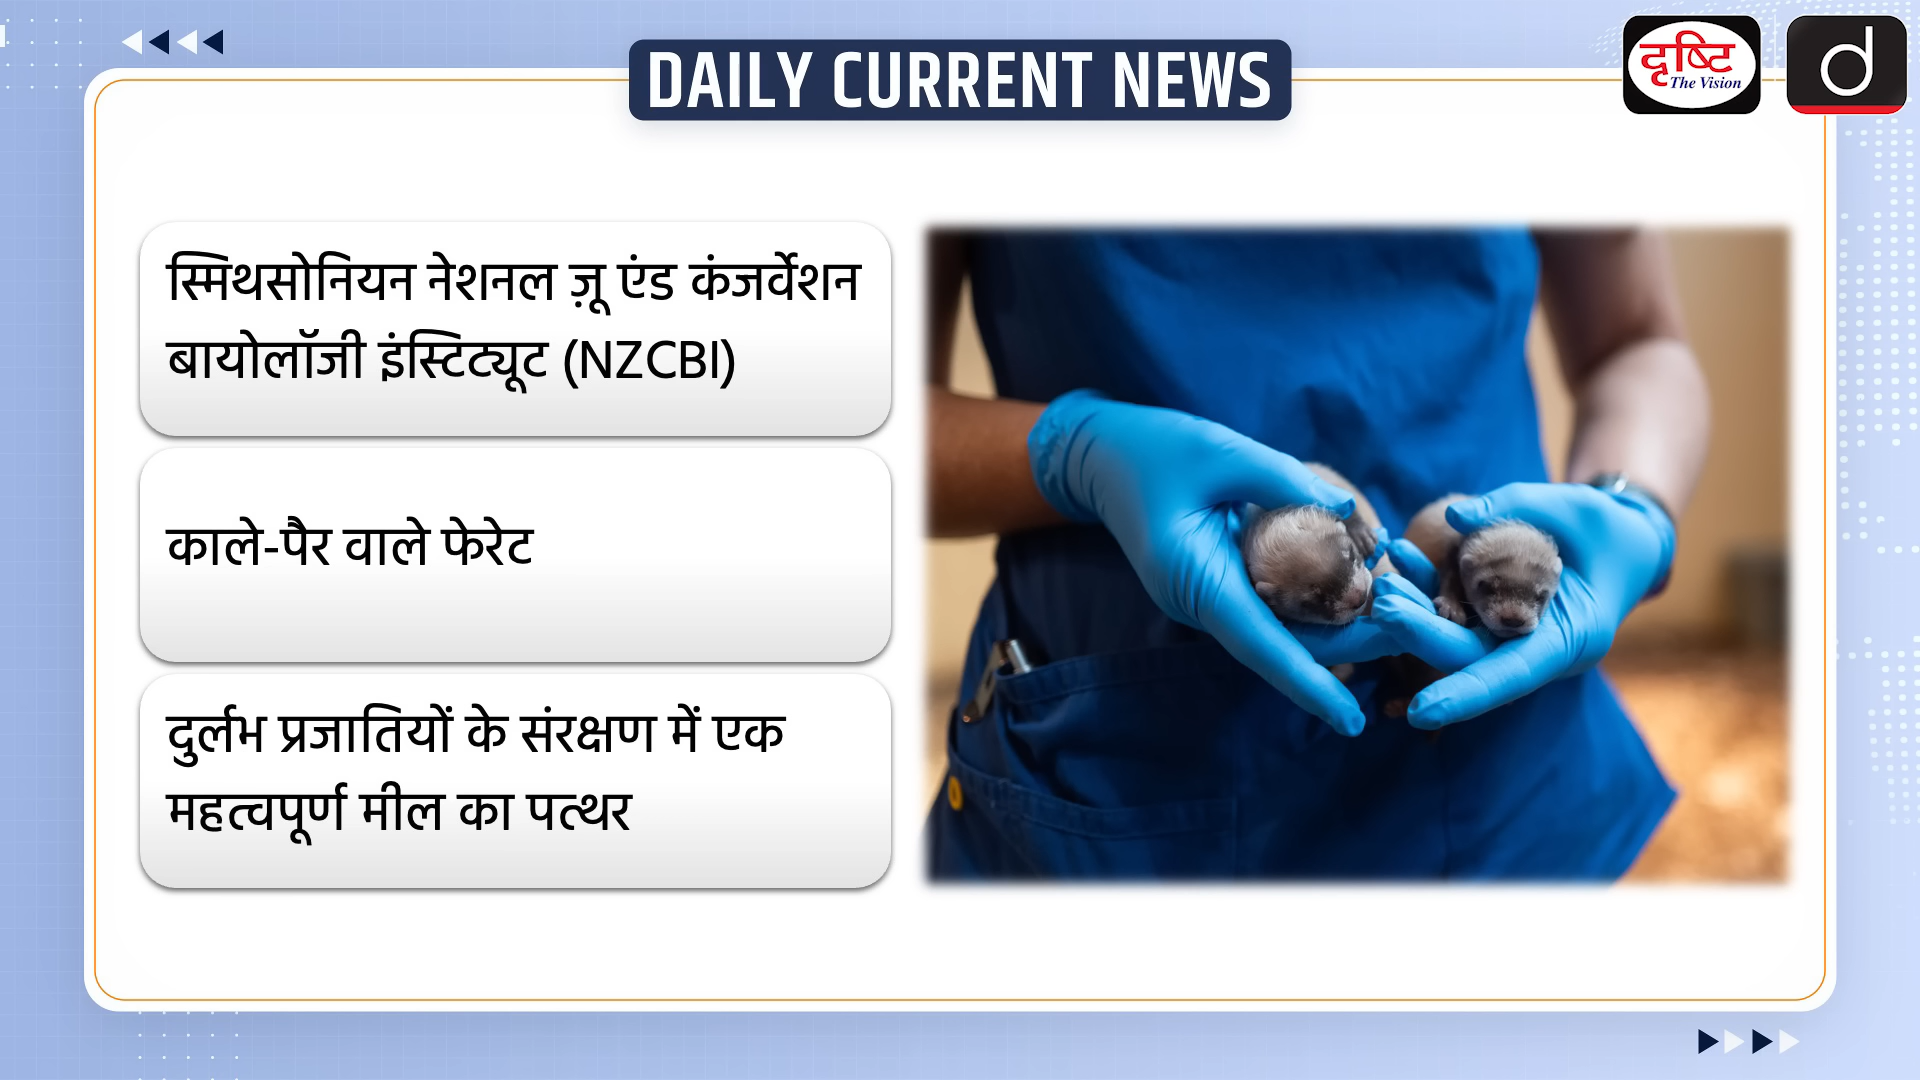 DAILY CURRENT NEWS
दृष्टि
The Vision
d
स्मिथसोनियन नेशनल ज़ू एंड कंजर्वेशन
बायोलॉजी इंस्टिट्यूट (NZCBI)
काले-पैर वाले फेरेट
दुर्लभ प्रजातियों के संरक्षण में एक
महत्वपूर्ण मील का पत्थर